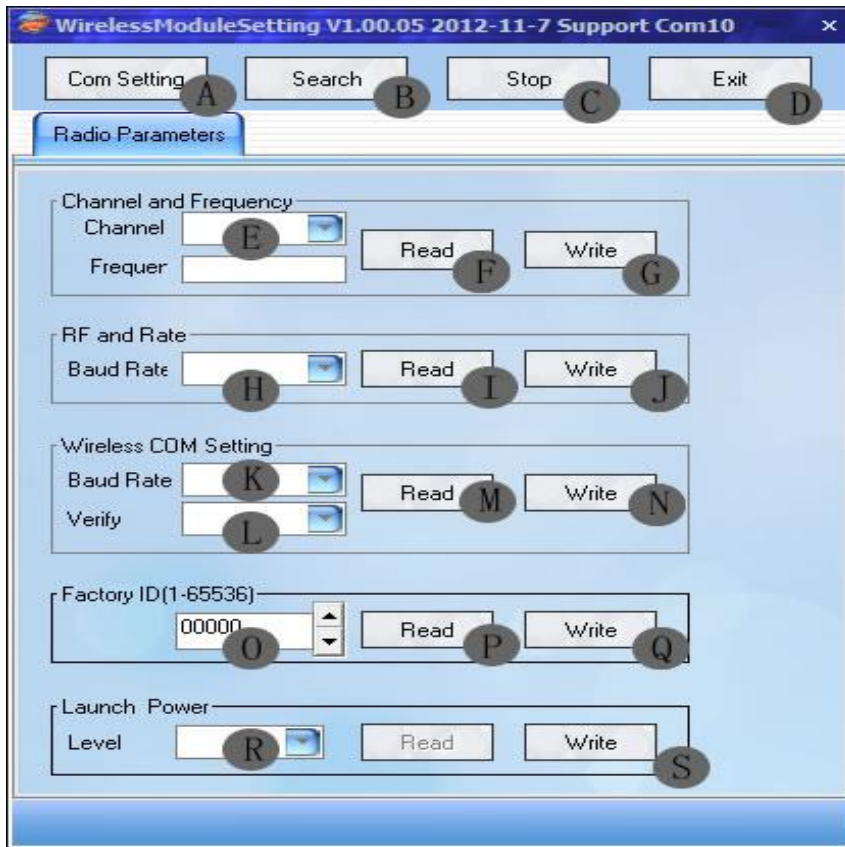 WirelessModuleSetting V1.00.05 2012-11-7 Support Com10 ×
Com Setting A Search B Stop C Exit D
Radio Parameters
Channel and Frequency
Channel E
Read F Write G
Frequer
RF and Rate
Baud Rate H Read I Write J
Wireless COM Setting
Baud Rate K
Read M Write N
Verify L
Factory ID(1-65536)
00000 O Read P Write Q
Launch Power
Level R Read Write S